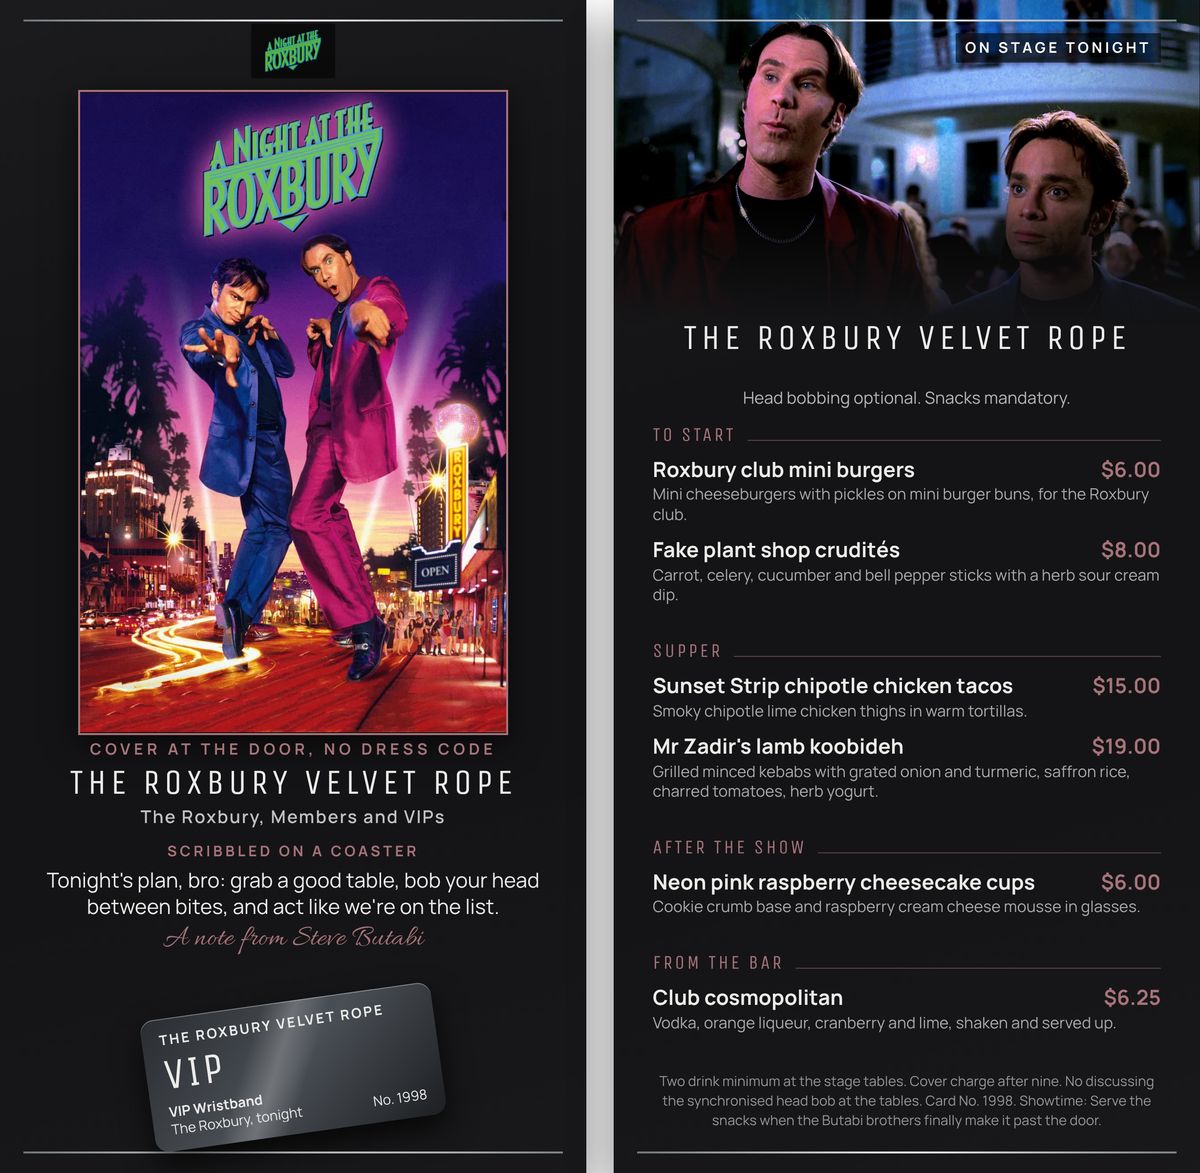 A NIGHT AT THE
ROXBURY
A NIGHT AT THE
ROXBURY
ROXBURY
OPEN
COVER AT THE DOOR, NO DRESS CODE
THE ROXBURY VELVET ROPE
The Roxbury, Members and VIPs
SCRIBBLED ON A COASTER
Tonight's plan, bro: grab a good table, bob your head
between bites, and act like we're on the list.
A note from Steve Butabi
THE ROXBURY VELVET ROPE
VIP
VIP Wristband
The Roxbury, tonight
No. 1998
ON STAGE TONIGHT
THE ROXBURY VELVET ROPE
Head bobbing optional. Snacks mandatory.
TO START
Roxbury club mini burgers $6.00
Mini cheeseburgers with pickles on mini burger buns, for the Roxbury
club.
Fake plant shop crudités $8.00
Carrot, celery, cucumber and bell pepper sticks with a herb sour cream
dip.
SUPPER
Sunset Strip chipotle chicken tacos $15.00
Smoky chipotle lime chicken thighs in warm tortillas.
Mr Zadir's lamb koobideh $19.00
Grilled minced kebabs with grated onion and turmeric, saffron rice,
charred tomatoes, herb yogurt.
AFTER THE SHOW
Neon pink raspberry cheesecake cups $6.00
Cookie crumb base and raspberry cream cheese mousse in glasses.
FROM THE BAR
Club cosmopolitan $6.25
Vodka, orange liqueur, cranberry and lime, shaken and served up.
Two drink minimum at the stage tables. Cover charge after nine. No discussing
the synchronised head bob at the tables. Card No. 1998. Showtime: Serve the
snacks when the Butabi brothers finally make it past the door.